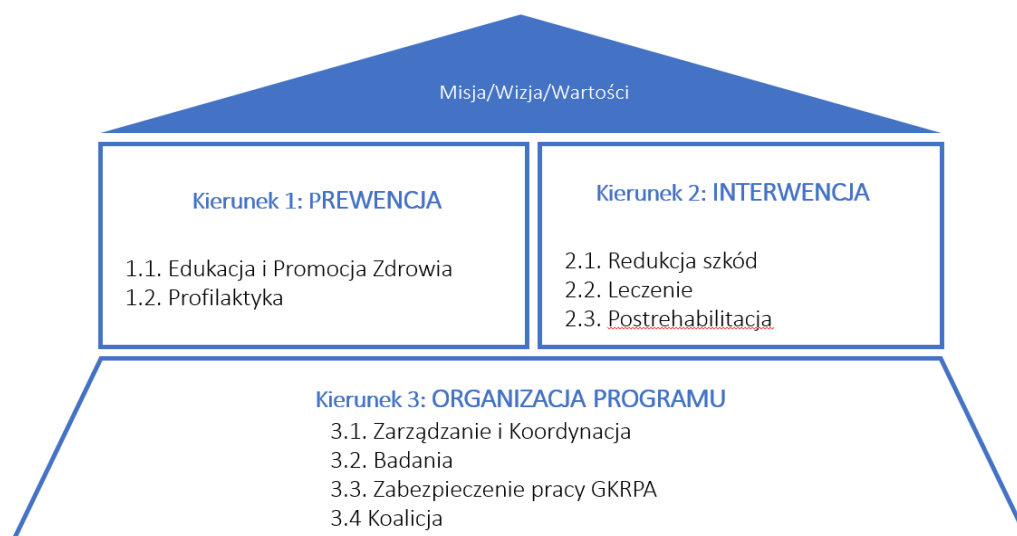 Misja/Wizja/Wartości
Kierunek 1: PREWENCJA
1.1. Edukacja i Promocja Zdrowia
1.2. Profilaktyka
Kierunek 2: INTERWENCJA
2.1. Redukcja szkód
2.2. Leczenie
2.3. Postrehabilitacja
Kierunek 3: ORGANIZACJA PROGRAMU
3.1. Zarządzanie i Koordynacja
3.2. Badania
3.3. Zabezpieczenie pracy GKRPA
3.4 Koalicja